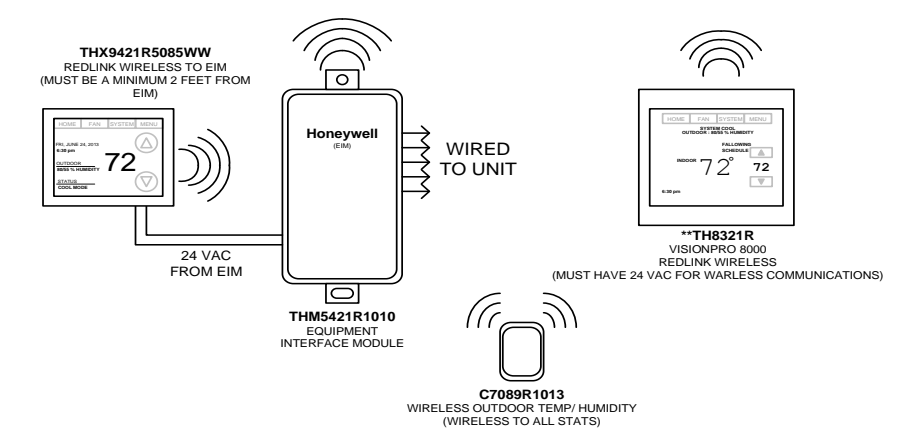 THX9421R5085WW
REDLINK WIRELESS TO EIM
(MUST BE A MINIMUM 2 FEET FROM
EIM)
HOME FAN SYSTEM MENU
FRI, JUNE 24, 2013
6:30 pm
OUTDOOR
80/55 % HUMIDITY
72
STATUS
COOL MODE
24 VAC
FROM EIM
Honeywell
(EIM)
WIRED
TO UNIT
THM5421R1010
EQUIPMENT
INTERFACE MODULE
HOME FAN SYSTEM MENU
SYSTEM COOL
OUTDOOR : 80/55 % HUMIDITY
FALLOWING
SCHEDULE
INDOOR 72° 72
6:30 pm
**TH8321R
VISIONPRO 8000
REDLINK WIRELESS
(MUST HAVE 24 VAC FOR WARLESS COMMUNICATIONS)
C7089R1013
WIRELESS OUTDOOR TEMP/ HUMIDITY
(WIRELESS TO ALL STATS)